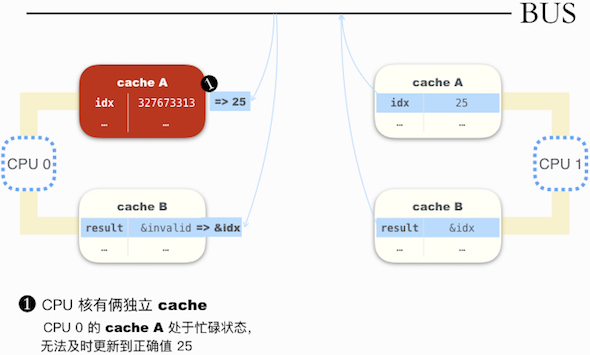 BUS
cache A
idx 327673313 => 25
… …
❶
cache A
idx 25
… …
CPU 0
CPU 1
cache B
result &invalid => &idx
… …
cache B
result &idx
… …
❶ CPU 核有俩独立 cache
CPU 0 的 cache A 处于忙碌状态，
无法及时更新到正确值 25